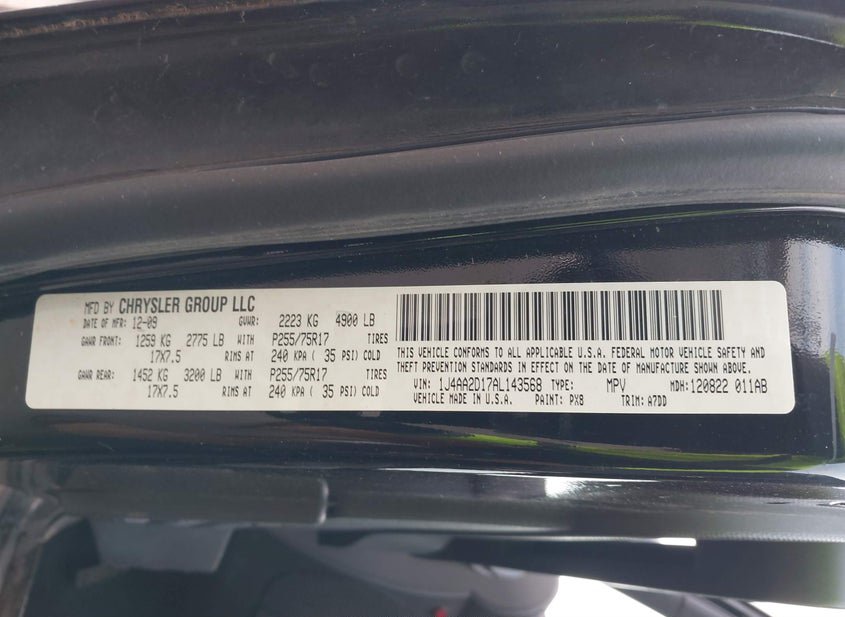 MFD BY CHRYSLER GROUP LLC
DATE OF MFR: 12-09 GVWR: 2223 KG 4900 LB
GAWR FRONT: 1259 KG 2775 LB WITH P255/75R17 TIRES
17X7.5 RIMS AT 240 KPA ( 35 PSI) COLD
GAWR REAR: 1452 KG 3200 LB WITH P255/75R17 TIRES
17X7.5 RIMS AT 240 KPA ( 35 PSI) COLD
THIS VEHICLE CONFORMS TO ALL APPLICABLE U.S.A. FEDERAL MOTOR VEHICLE SAFETY AND
THEFT PREVENTION STANDARDS IN EFFECT ON THE DATE OF MANUFACTURE SHOWN ABOVE.
VIN: 1J4AA2D17AL143568 TYPE: MPV MDH: 120822 011AB
VEHICLE MADE IN U.S.A. PAINT: PX8 TRIM: A7DD